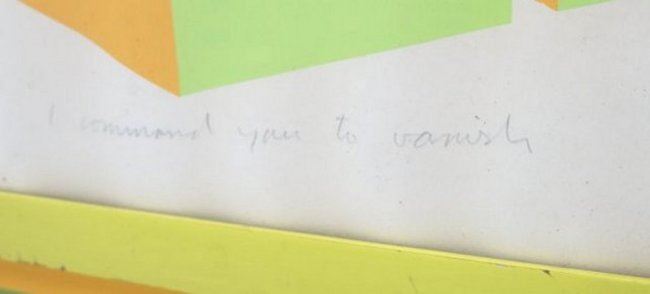 I command you to vanish